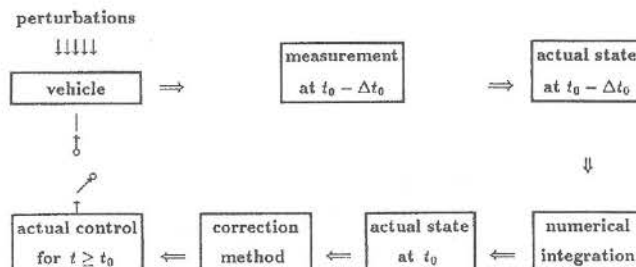 perturbations
↓↓↓↓↓
vehicle
⇒
measurement
at t₀ − Δt₀
⇒
actual state
at t₀ − Δt₀
⇓
actual control
for t ≥ t₀
⇐
correction
method
⇐
actual state
at t₀
⇐
numerical
integration